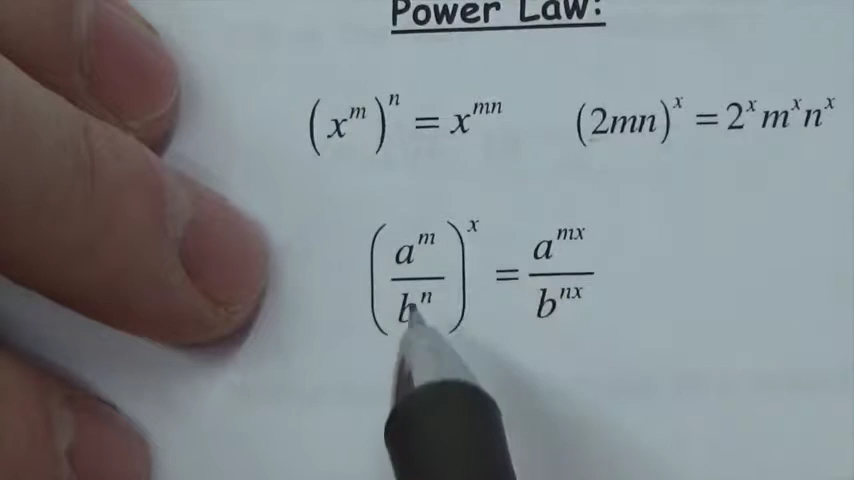 Power Law:
(x^m)^n = x^{mn} (2mn)^x = 2^x m^x n^x
(a^m / b^n)^x = a^{mx} / b^{nx}